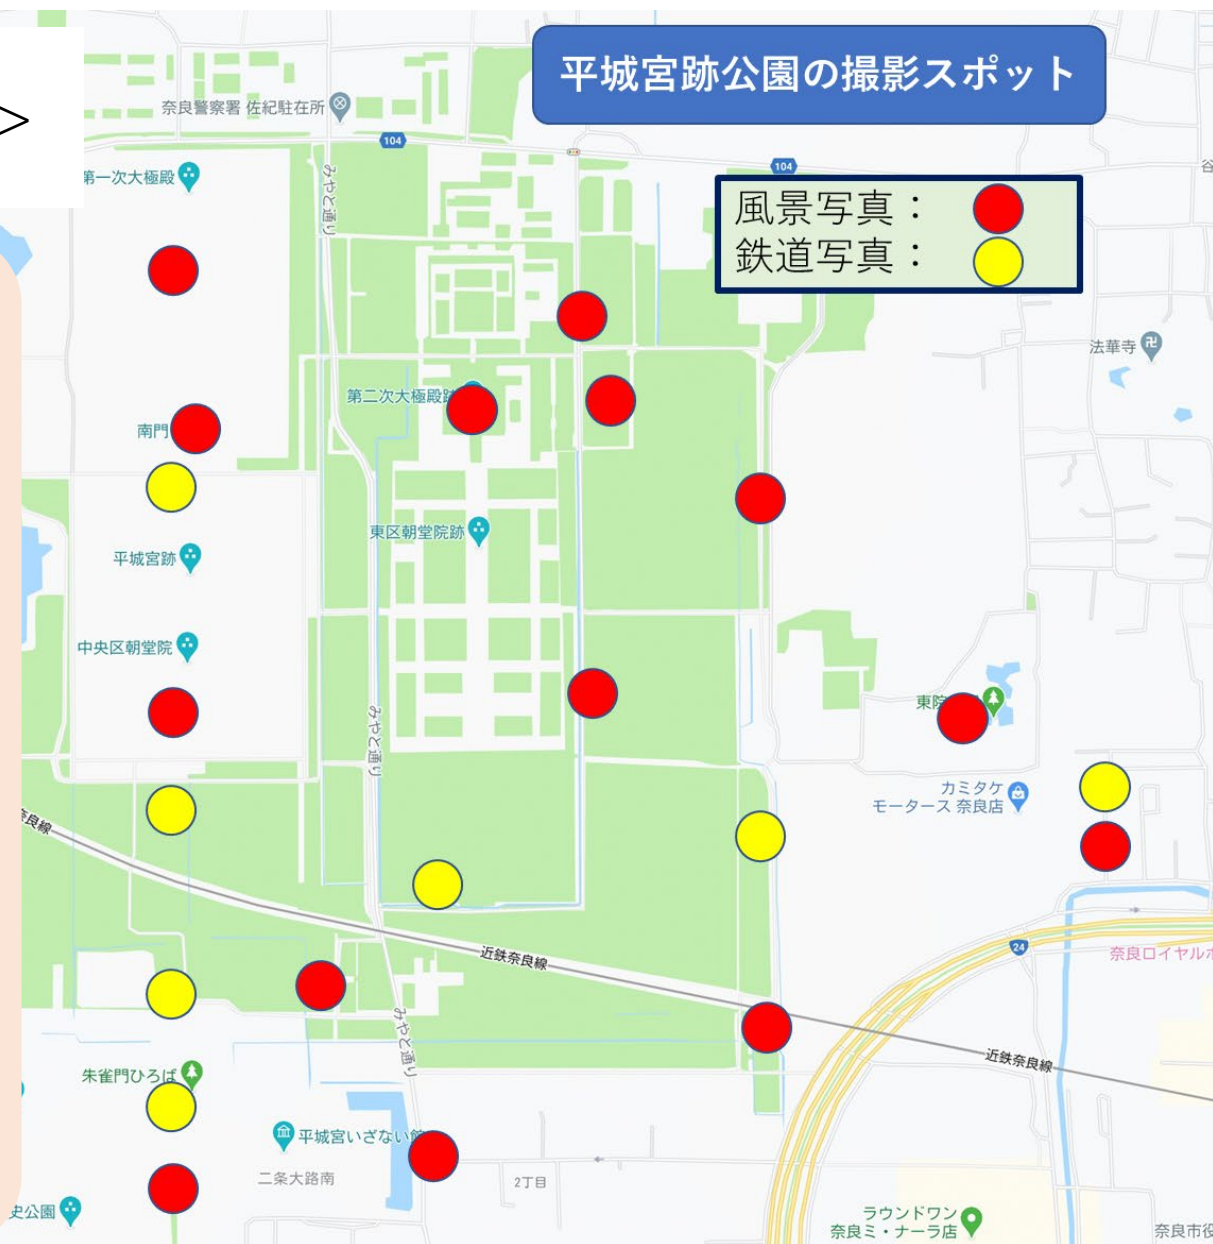 平城宮跡公園の撮影スポット
>
奈良警察署 佐紀駐在所
104
104
谷
第一次大極殿
みやと通り
風景写真：
鉄道写真：
法華寺
第二次大極殿跡
南門
東区朝堂院跡
平城宮跡
中央区朝堂院
みやと通り
東院
カミタケ
モータース 奈良店
奈良線
24
近鉄奈良線
奈良ロイヤルホ
みやと通り
近鉄奈良線
朱雀門ひろば
平城宮いざない館
二条大路南
2丁目
史公園
ラウンドワン
奈良ミ・ナーラ店
奈良市役